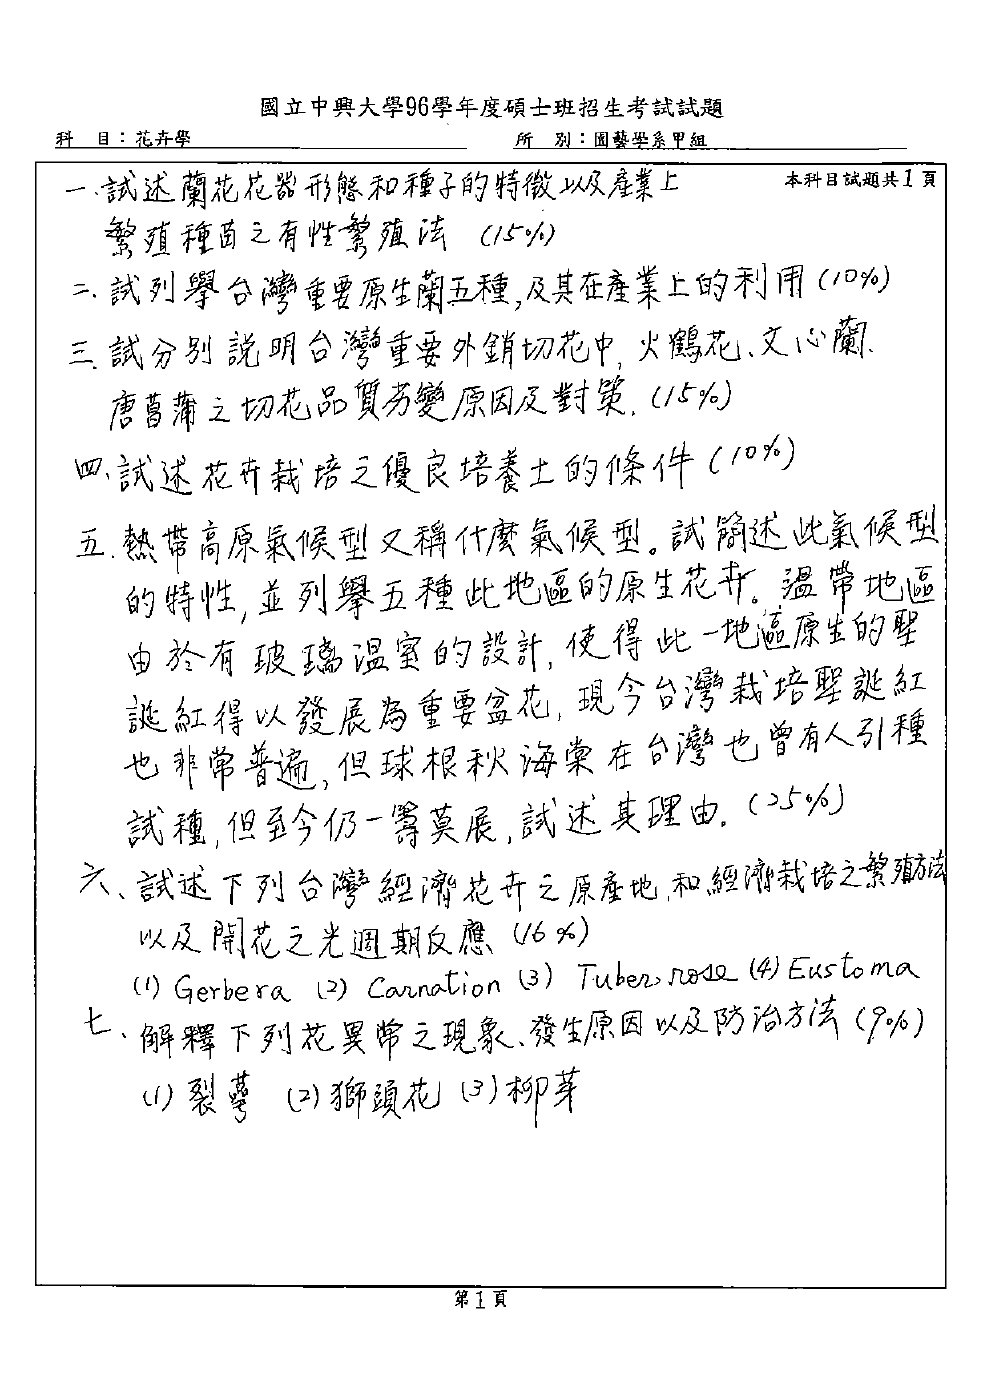 國立中興大學96學年度碩士班招生考試試題
科 目：花卉學 所 別：園藝學系甲組
本科目試題共1頁
一、試述蘭花花器形態和種子的特徵以及產業上
繁殖種苗之有性繁殖法 (15%)
二、試列舉台灣重要原生蘭五種，及其在產業上的利用(10%)
三、試分別說明台灣重要外銷切花中，火鶴花、文心蘭、
唐菖蒲之切花品質劣變原因及對策。(15%)
四、試述花卉栽培之優良培養土的條件(10%)
五、熱帶高原氣候型又稱什麼氣候型。試簡述此氣候型
的特性，並列舉五種此地區的原生花卉。溫帶地區
由於有玻璃溫室的設計，使得此一地區原生的聖
誕紅得以發展為重要盆花，現今台灣栽培聖誕紅
也非常普遍，但球根秋海棠在台灣也曾有人引種
試種，但至今仍一籌莫展，試述其理由。(25%)
六、試述下列台灣經濟花卉之原產地，和經濟栽培之繁殖方法
以及開花之光週期反應 (16%)
(1) Gerbera (2) Carnation (3) Tuberrose (4) Eustoma
七、解釋下列花異常之現象、發生原因以及防治方法 (9%)
(1) 裂萼 (2) 獅頭花 (3) 柳芽
第1頁